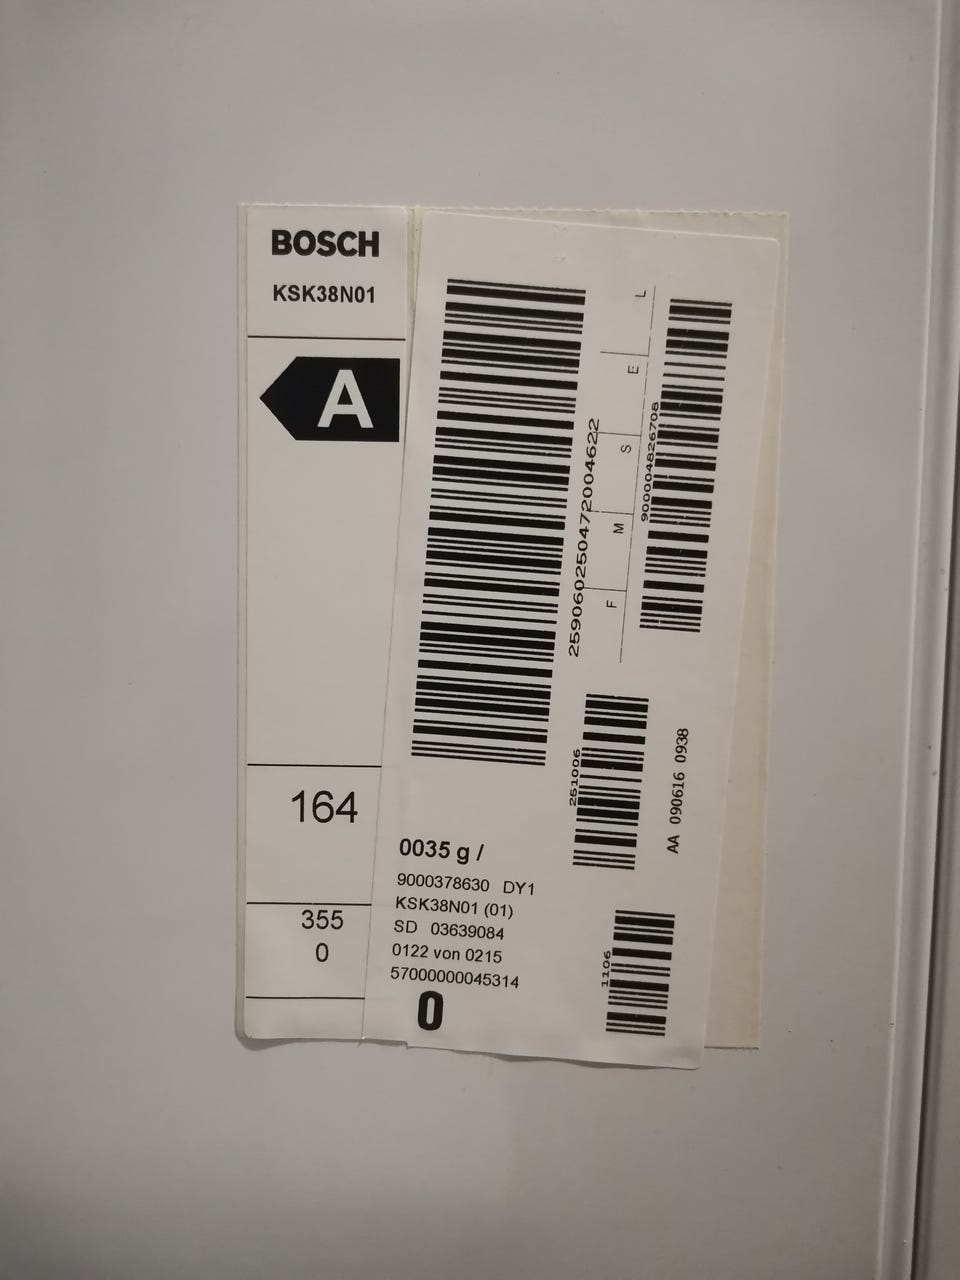 BOSCH
KSK38N01
A
164
355
0
259060250472004622
L
E
S
M
F
900004826708
251006
AA 090616 0938
1106
0035 g /
9000378630 DY1
KSK38N01 (01)
SD 03639084
0122 von 0215
57000000045314
0